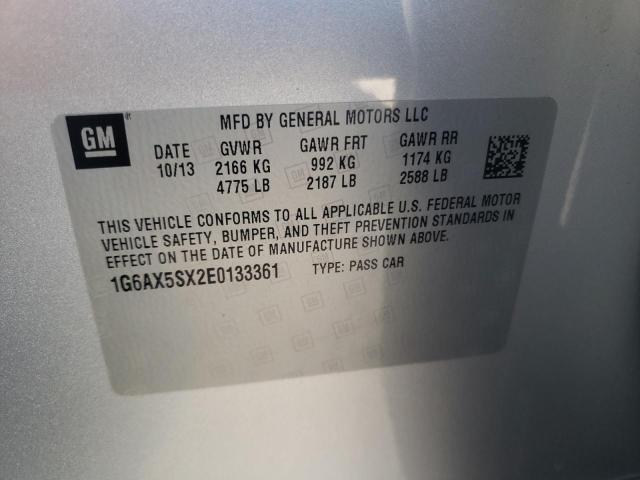 GM
MFD BY GENERAL MOTORS LLC
DATE GVWR GAWR FRT GAWR RR
10/13 2166 KG 992 KG 1174 KG
4775 LB 2187 LB 2588 LB
THIS VEHICLE CONFORMS TO ALL APPLICABLE U.S. FEDERAL MOTOR
VEHICLE SAFETY, BUMPER, AND THEFT PREVENTION STANDARDS IN
EFFECT ON THE DATE OF MANUFACTURE SHOWN ABOVE.
1G6AX5SX2E0133361 TYPE: PASS CAR